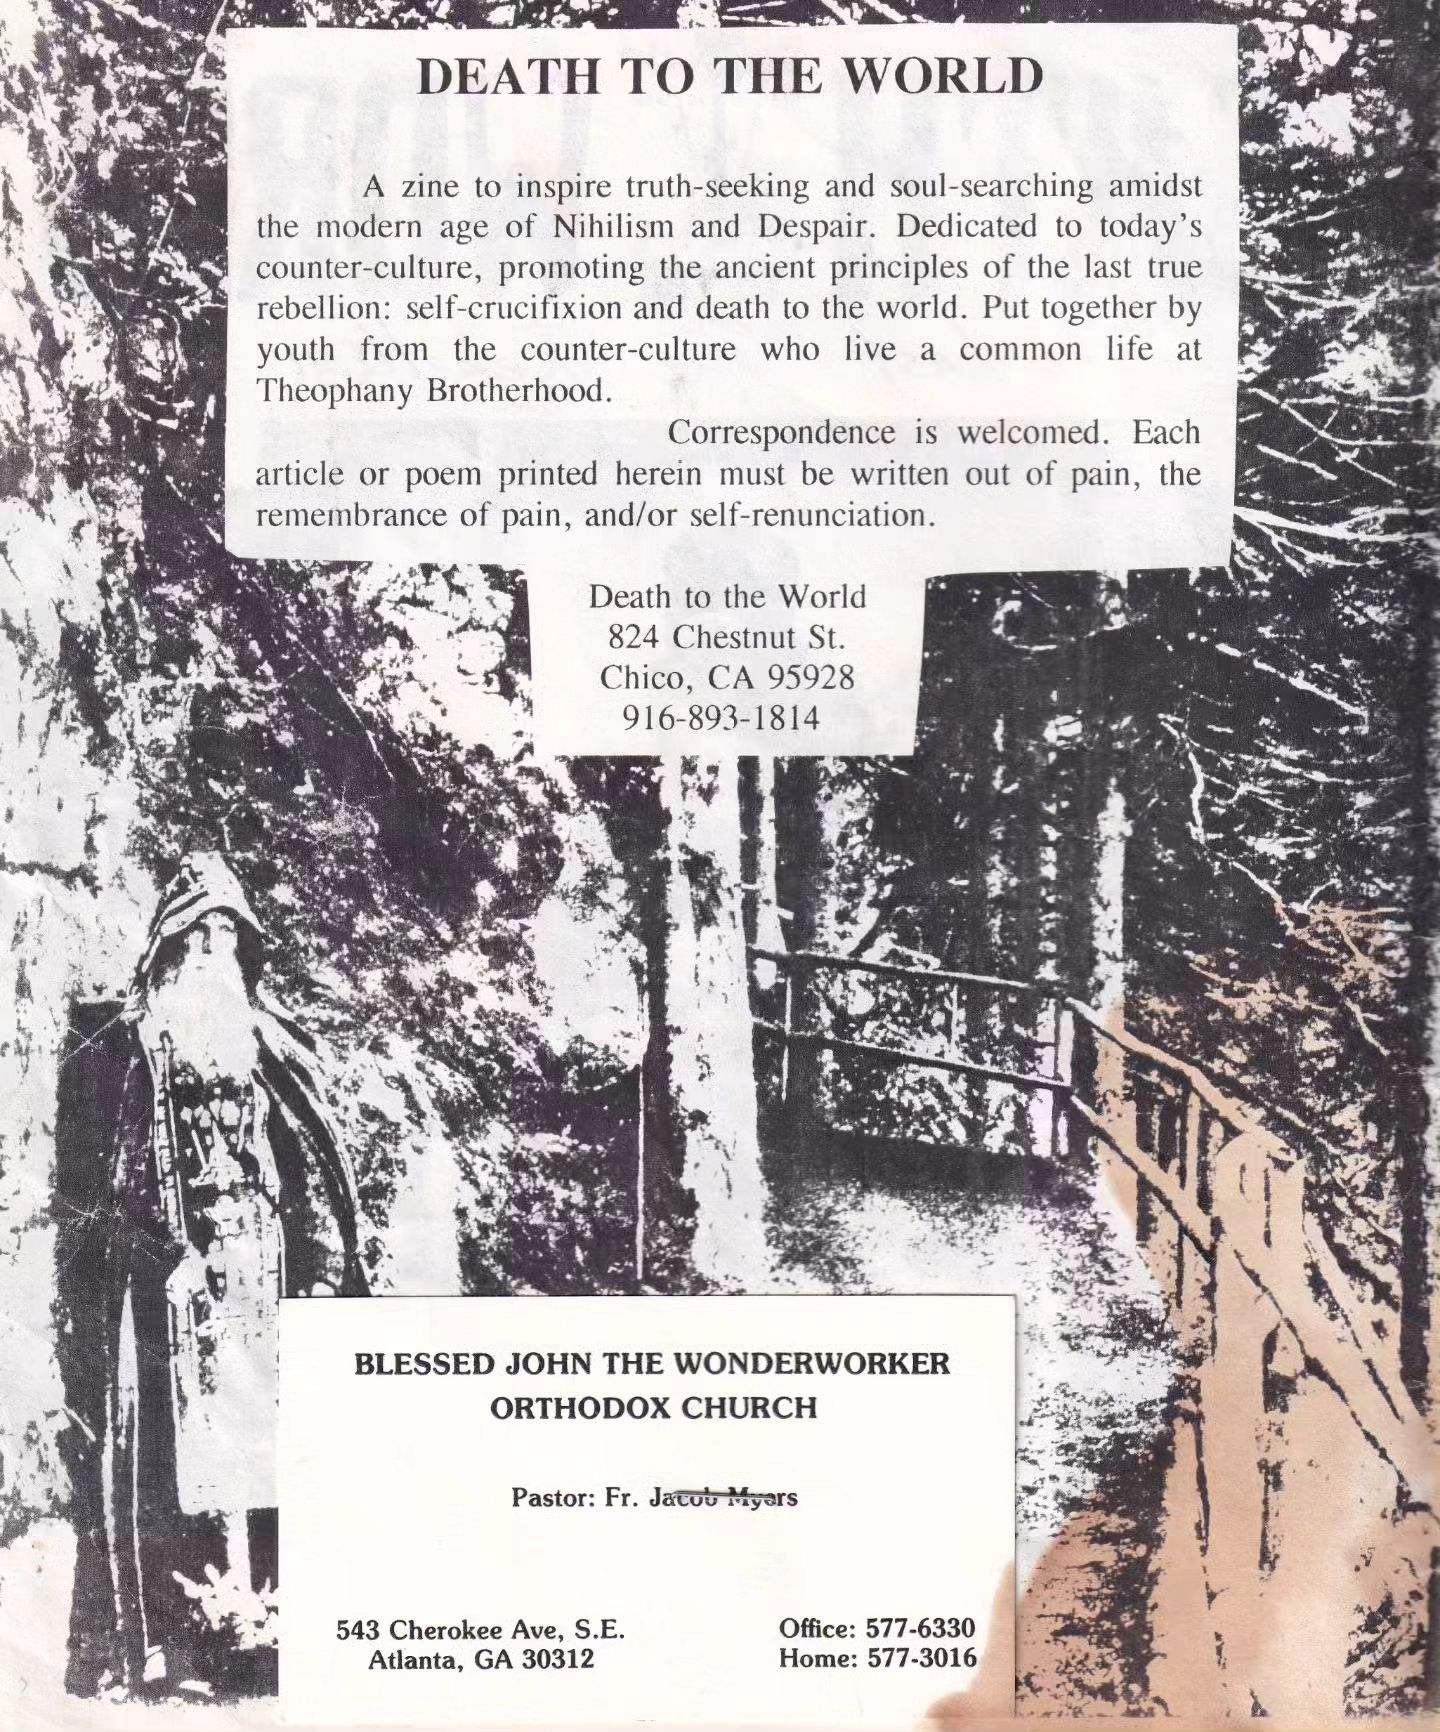 DEATH TO THE WORLD
A zine to inspire truth-seeking and soul-searching amidst
the modern age of Nihilism and Despair. Dedicated to today's
counter-culture, promoting the ancient principles of the last true
rebellion: self-crucifixion and death to the world. Put together by
youth from the counter-culture who live a common life at
Theophany Brotherhood.
Correspondence is welcomed. Each
article or poem printed herein must be written out of pain, the
remembrance of pain, and/or self-renunciation.
Death to the World
824 Chestnut St.
Chico, CA 95928
916-893-1814
BLESSED JOHN THE WONDERWORKER
ORTHODOX CHURCH
Pastor: Fr. Jacob Myers
543 Cherokee Ave, S.E.
Atlanta, GA 30312
Office: 577-6330
Home: 577-3016